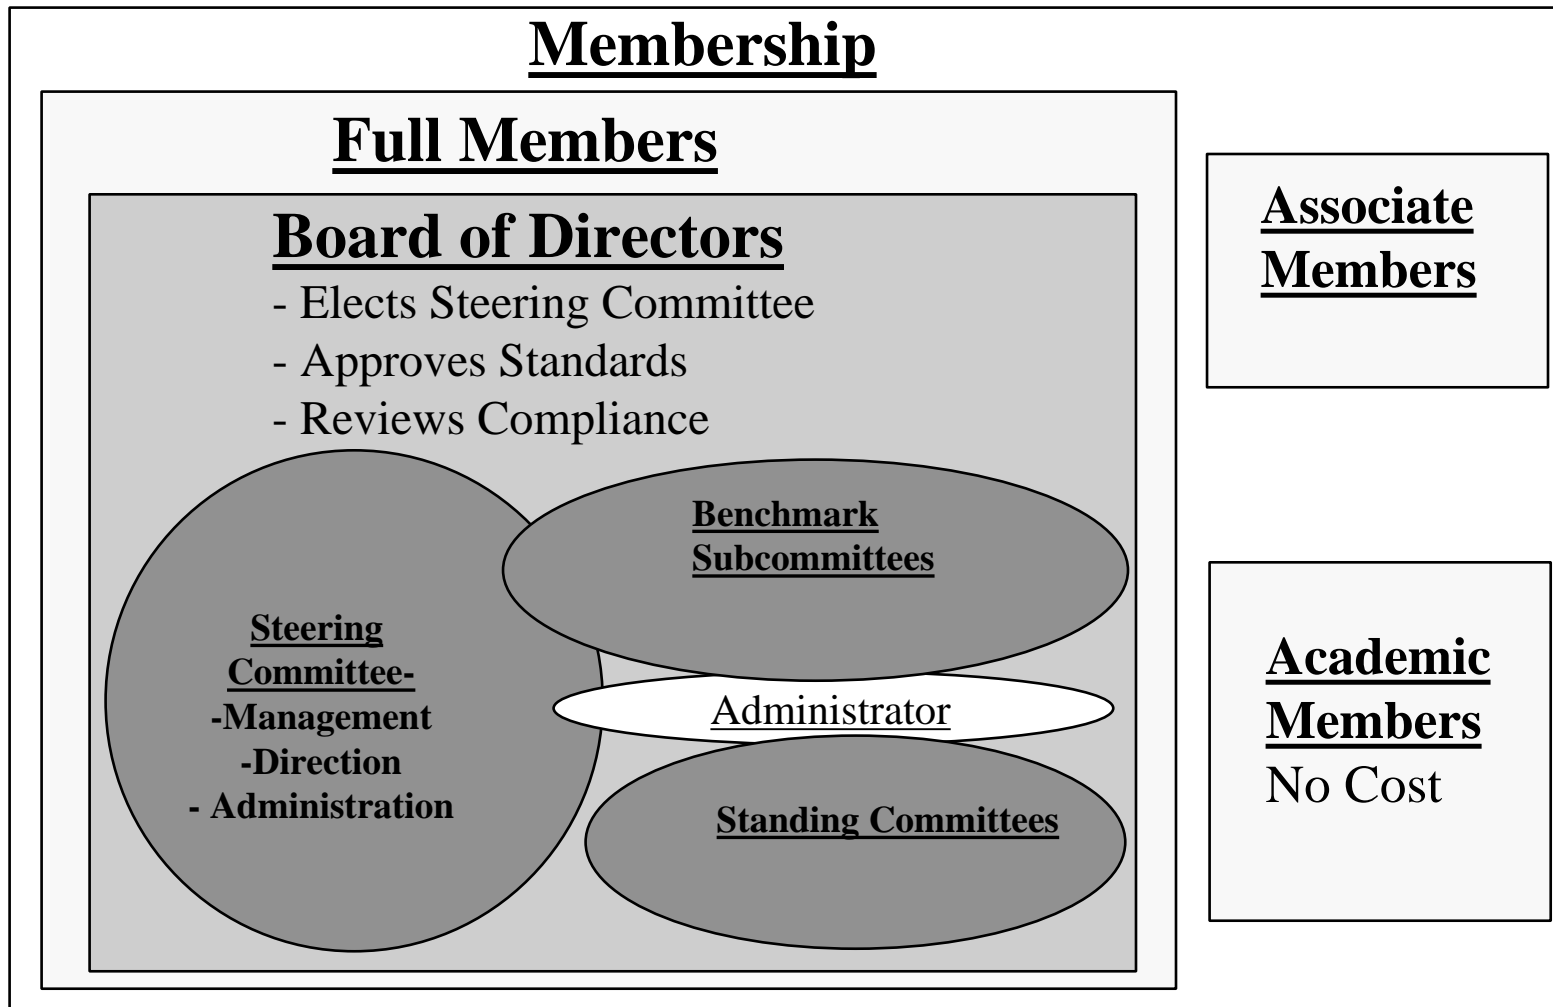 Membership
Full Members
Board of Directors
- Elects Steering Committee
- Approves Standards
- Reviews Compliance
Steering
Committee-
-Management
-Direction
- Administration
Benchmark
Subcommittees
Administrator
Standing Committees
Associate
Members
Academic
Members
No Cost